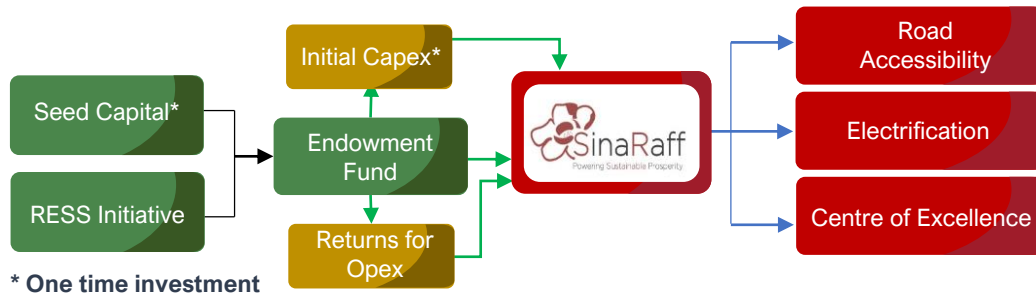 Seed Capital*
RESS Initiative
* One time investment
Initial Capex*
Endowment
Fund
Returns for
Opex
SinaRaff
Powering Sustainable Prosperity
Road
Accessibility
Electrification
Centre of Excellence